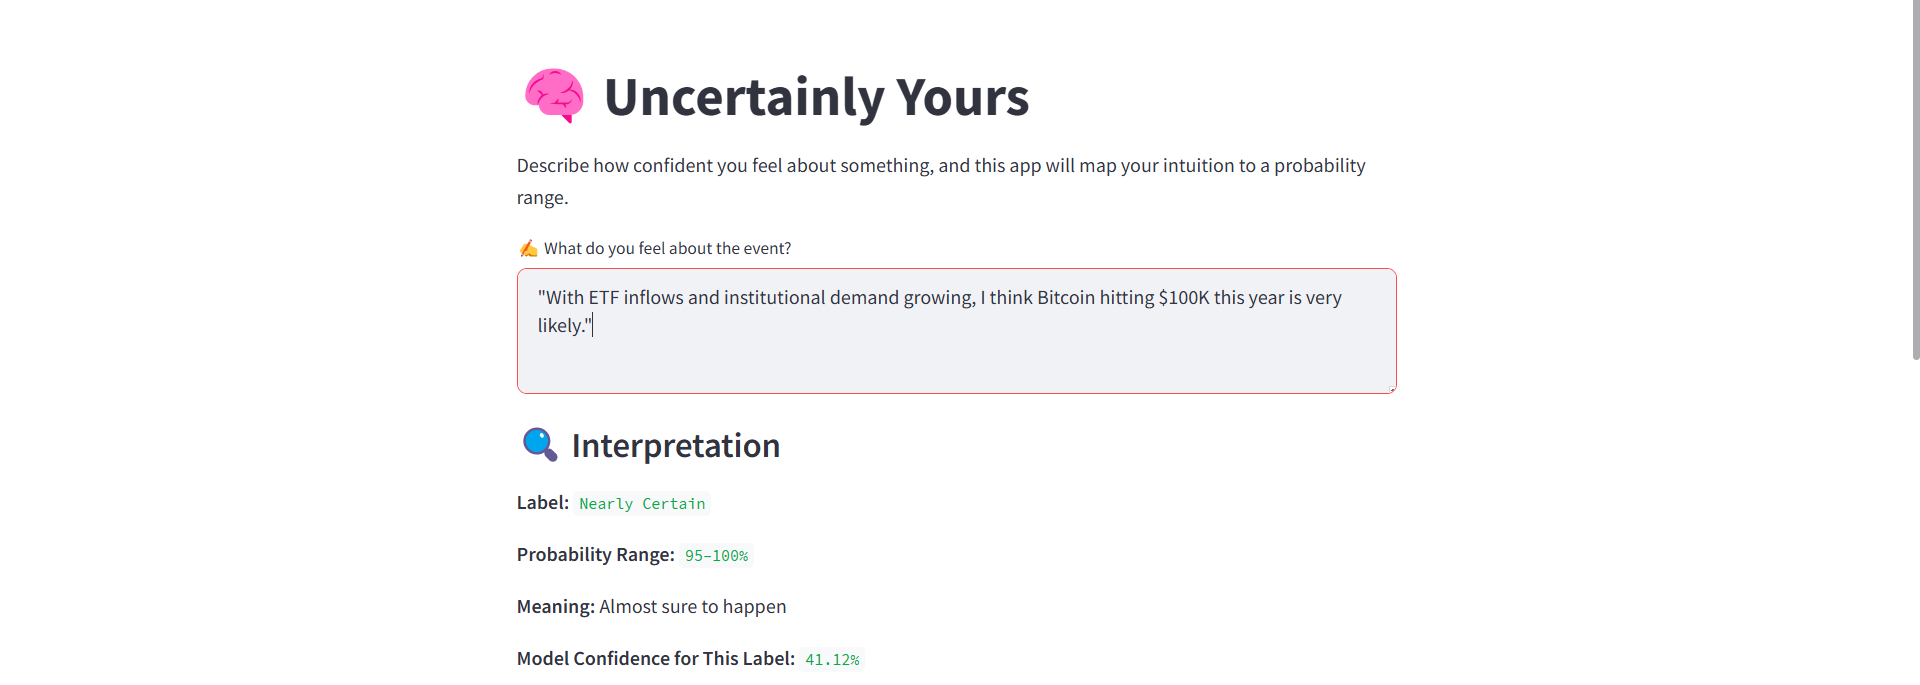 Uncertainly Yours
Describe how confident you feel about something, and this app will map your intuition to a probability
range.
What do you feel about the event?
"With ETF inflows and institutional demand growing, I think Bitcoin hitting $100K this year is very
likely."
Interpretation
Label: Nearly Certain
Probability Range: 95–100%
Meaning: Almost sure to happen
Model Confidence for This Label: 41.12%